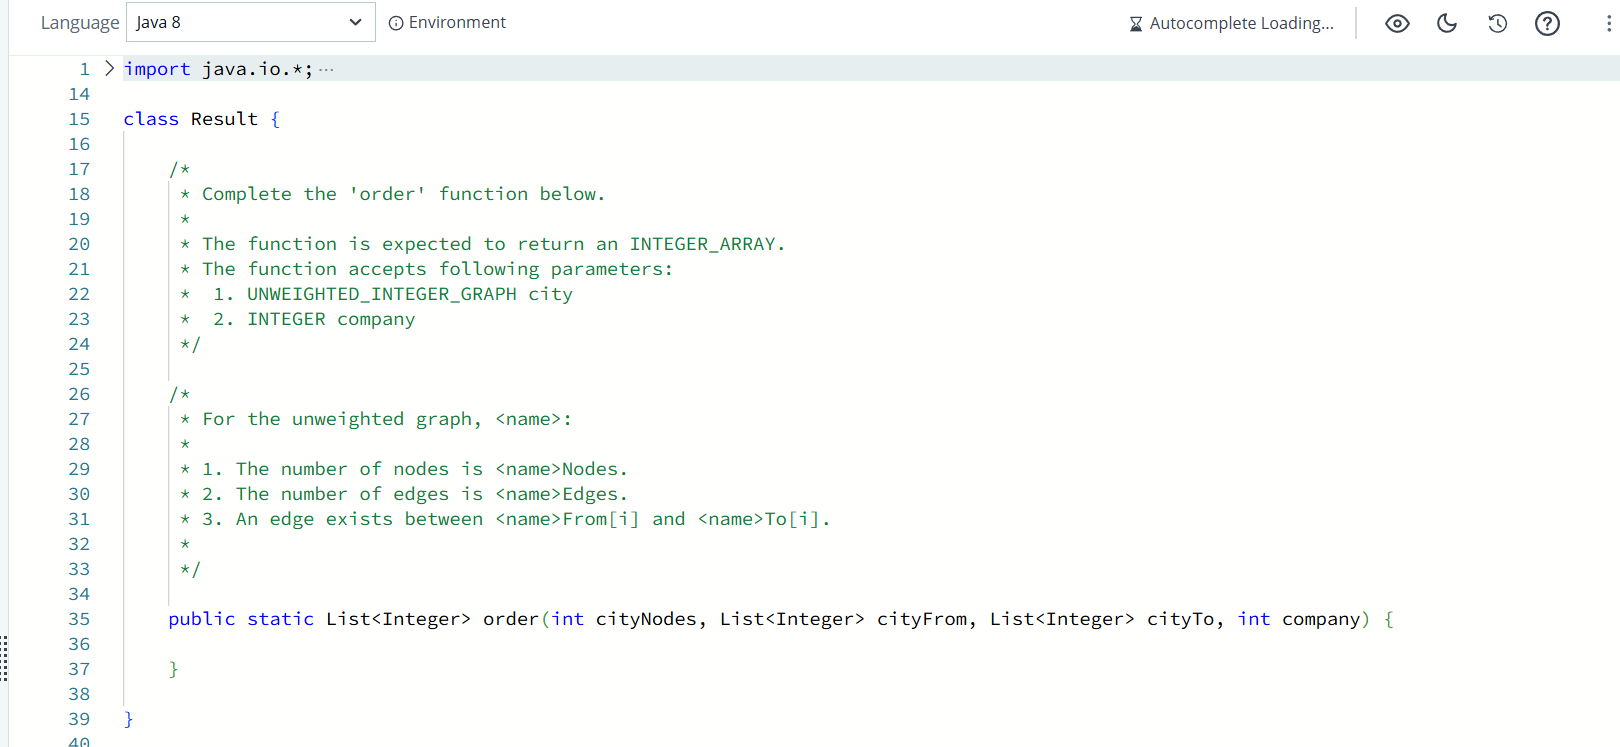 Language Java 8 Environment Autocomplete Loading...
1 import java.io.*; ...
14
15 class Result {
16
17 /*
18 * Complete the 'order' function below.
19 *
20 * The function is expected to return an INTEGER_ARRAY.
21 * The function accepts following parameters:
22 * 1. UNWEIGHTED_INTEGER_GRAPH city
23 * 2. INTEGER company
24 */
25
26 /*
27 * For the unweighted graph, <name>:
28 *
29 * 1. The number of nodes is <name>Nodes.
30 * 2. The number of edges is <name>Edges.
31 * 3. An edge exists between <name>From[i] and <name>To[i].
32 *
33 */
34
35 public static List<Integer> order(int cityNodes, List<Integer> cityFrom, List<Integer> cityTo, int company) {
36
37 }
38
39 }
40